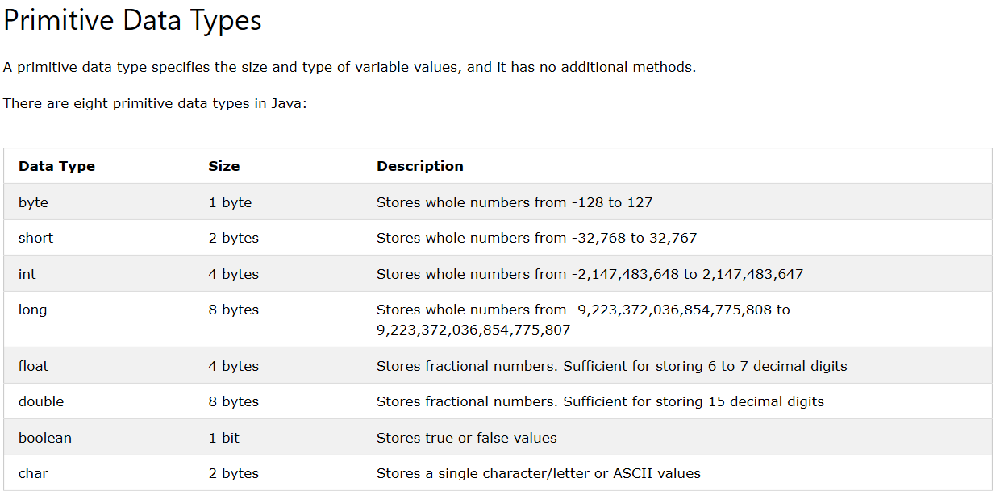 Primitive Data Types
A primitive data type specifies the size and type of variable values, and it has no additional methods.
There are eight primitive data types in Java:
Data Type Size Description
byte 1 byte Stores whole numbers from -128 to 127
short 2 bytes Stores whole numbers from -32,768 to 32,767
int 4 bytes Stores whole numbers from -2,147,483,648 to 2,147,483,647
long 8 bytes Stores whole numbers from -9,223,372,036,854,775,808 to
9,223,372,036,854,775,807
float 4 bytes Stores fractional numbers. Sufficient for storing 6 to 7 decimal digits
double 8 bytes Stores fractional numbers. Sufficient for storing 15 decimal digits
boolean 1 bit Stores true or false values
char 2 bytes Stores a single character/letter or ASCII values